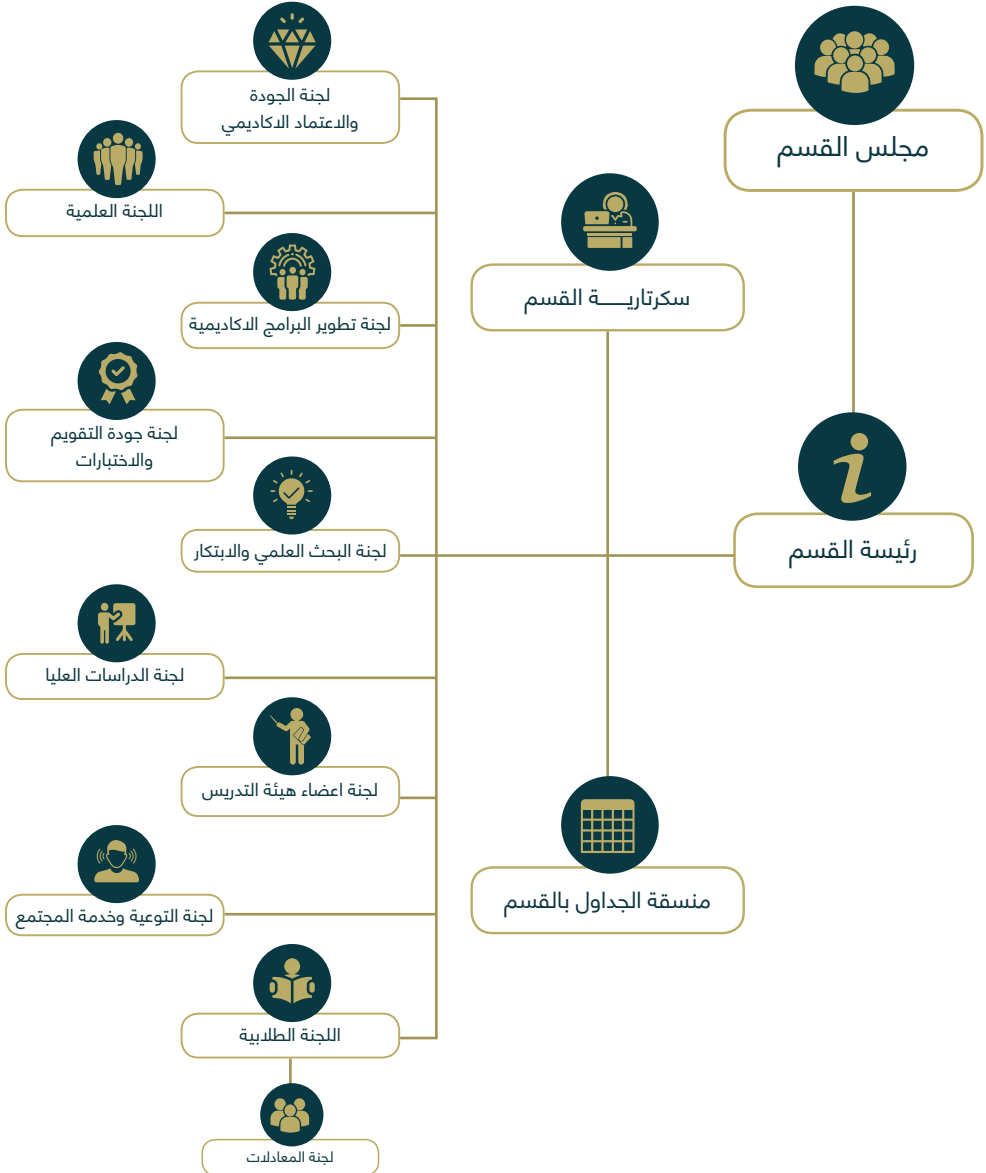 مجلس القسم
رئيسة القسم
سكرتاريـــــة القسم
منسقة الجداول بالقسم
لجنة الجودة
والاعتماد الاكاديمي
اللجنة العلمية
لجنة تطوير البرامج الاكاديمية
لجنة جودة التقويم
والاختبارات
لجنة البحث العلمي والابتكار
لجنة الدراسات العليا
لجنة اعضاء هيئة التدريس
لجنة التوعية وخدمة المجتمع
اللجنة الطلابية
لجنة المعادلات